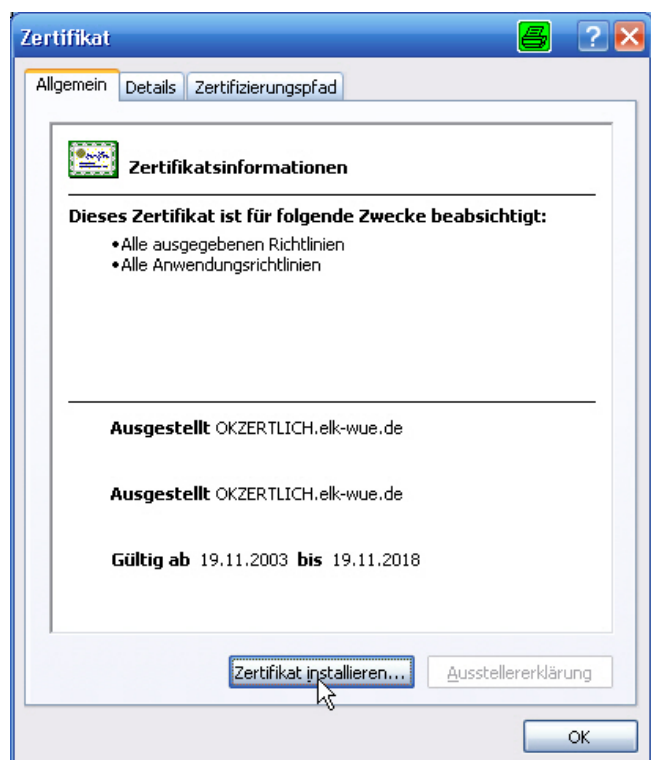 Zertifikat
Allgemein Details Zertifizierungspfad
Zertifikatsinformationen
Dieses Zertifikat ist für folgende Zwecke beabsichtigt:
•Alle ausgegebenen Richtlinien
•Alle Anwendungsrichtlinien
Ausgestellt OKZERTLICH.elk-wue.de
Ausgestellt OKZERTLICH.elk-wue.de
Gültig ab 19.11.2003 bis 19.11.2018
Zertifikat installieren... Ausstellererklärung
OK